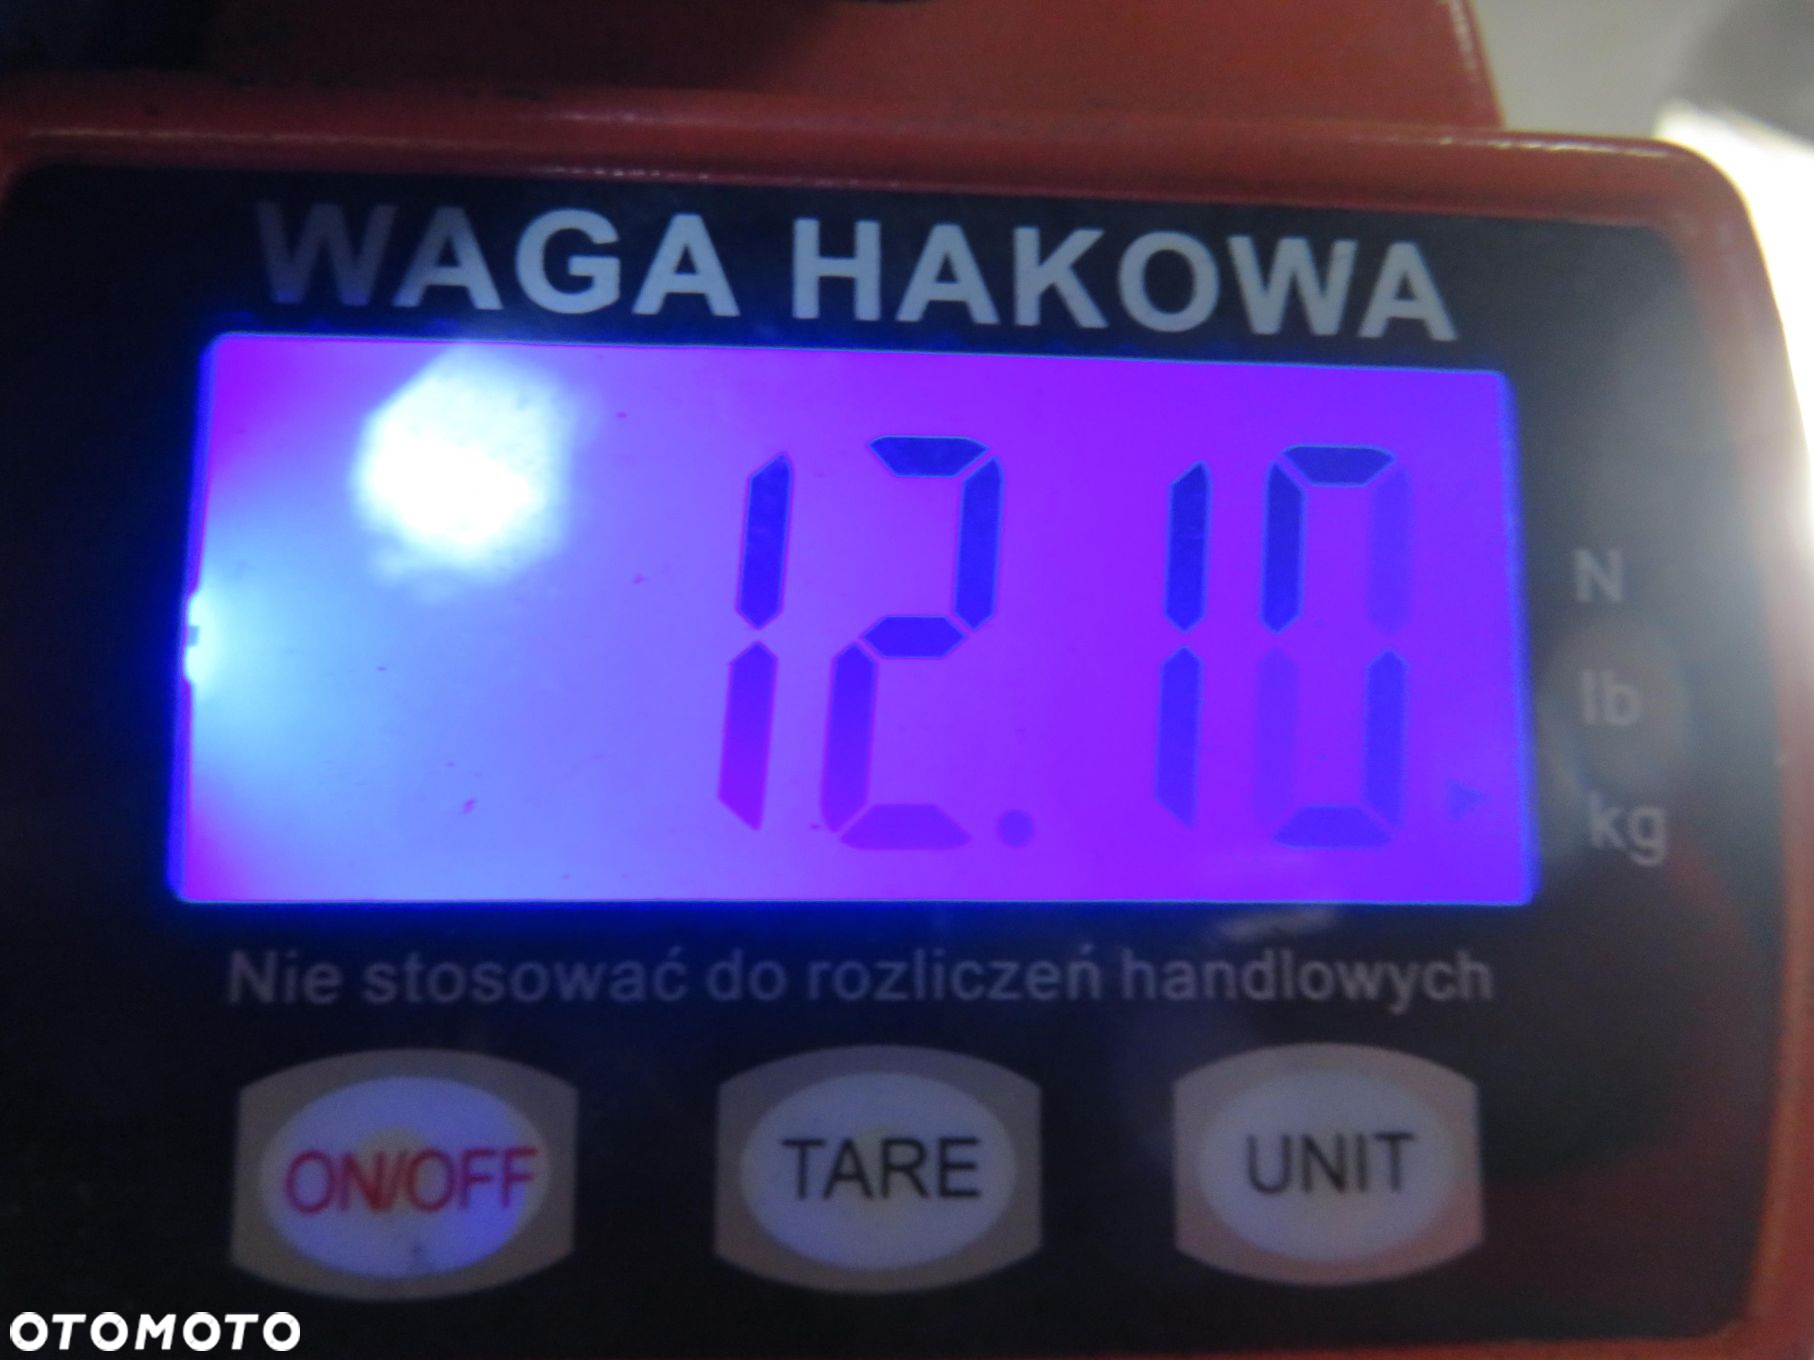 WAGA HAKOWA
12.10
N
lb
kg
Nie stosować do rozliczeń handlowych
ON/OFF TARE UNIT
OTOMOTO